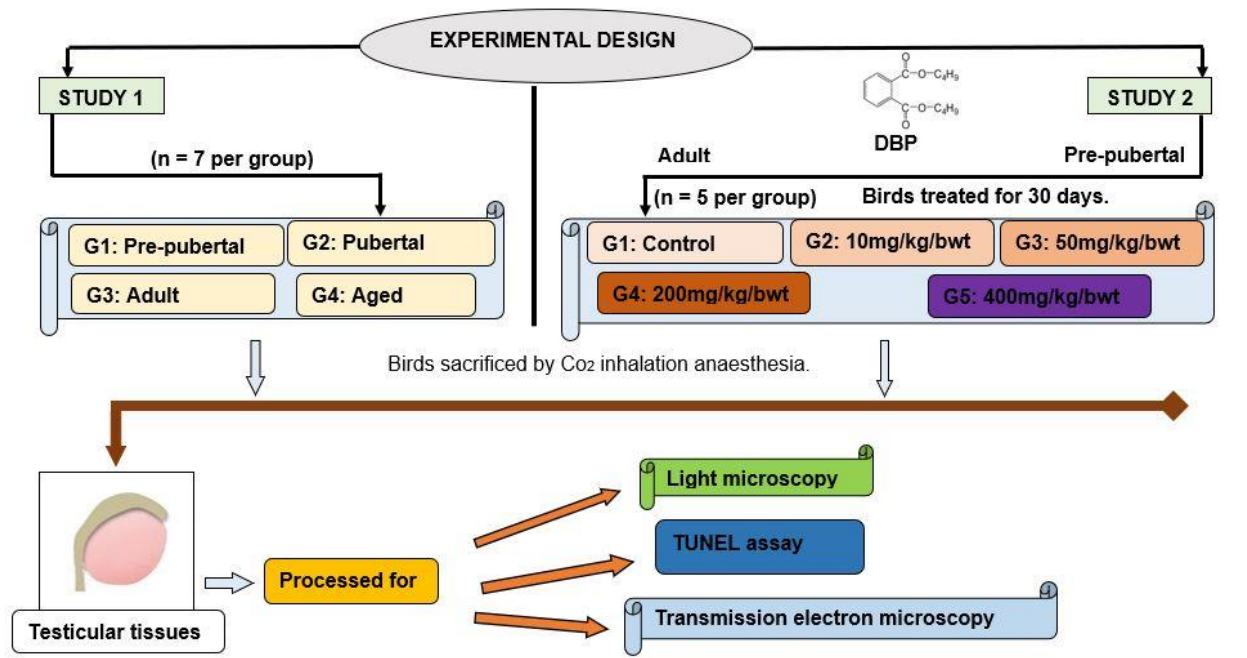 EXPERIMENTAL DESIGN
STUDY 1
(n = 7 per group)
G1: Pre-pubertal
G2: Pubertal
G3: Adult
G4: Aged
O
C-O-C4H9
C-O-C4H9
O
DBP
STUDY 2
Adult
Pre-pubertal
(n = 5 per group)
Birds treated for 30 days.
G1: Control
G2: 10mg/kg/bwt
G3: 50mg/kg/bwt
G4: 200mg/kg/bwt
G5: 400mg/kg/bwt
Birds sacrificed by Co2 inhalation anaesthesia.
Testicular tissues
Processed for
Light microscopy
TUNEL assay
Transmission electron microscopy